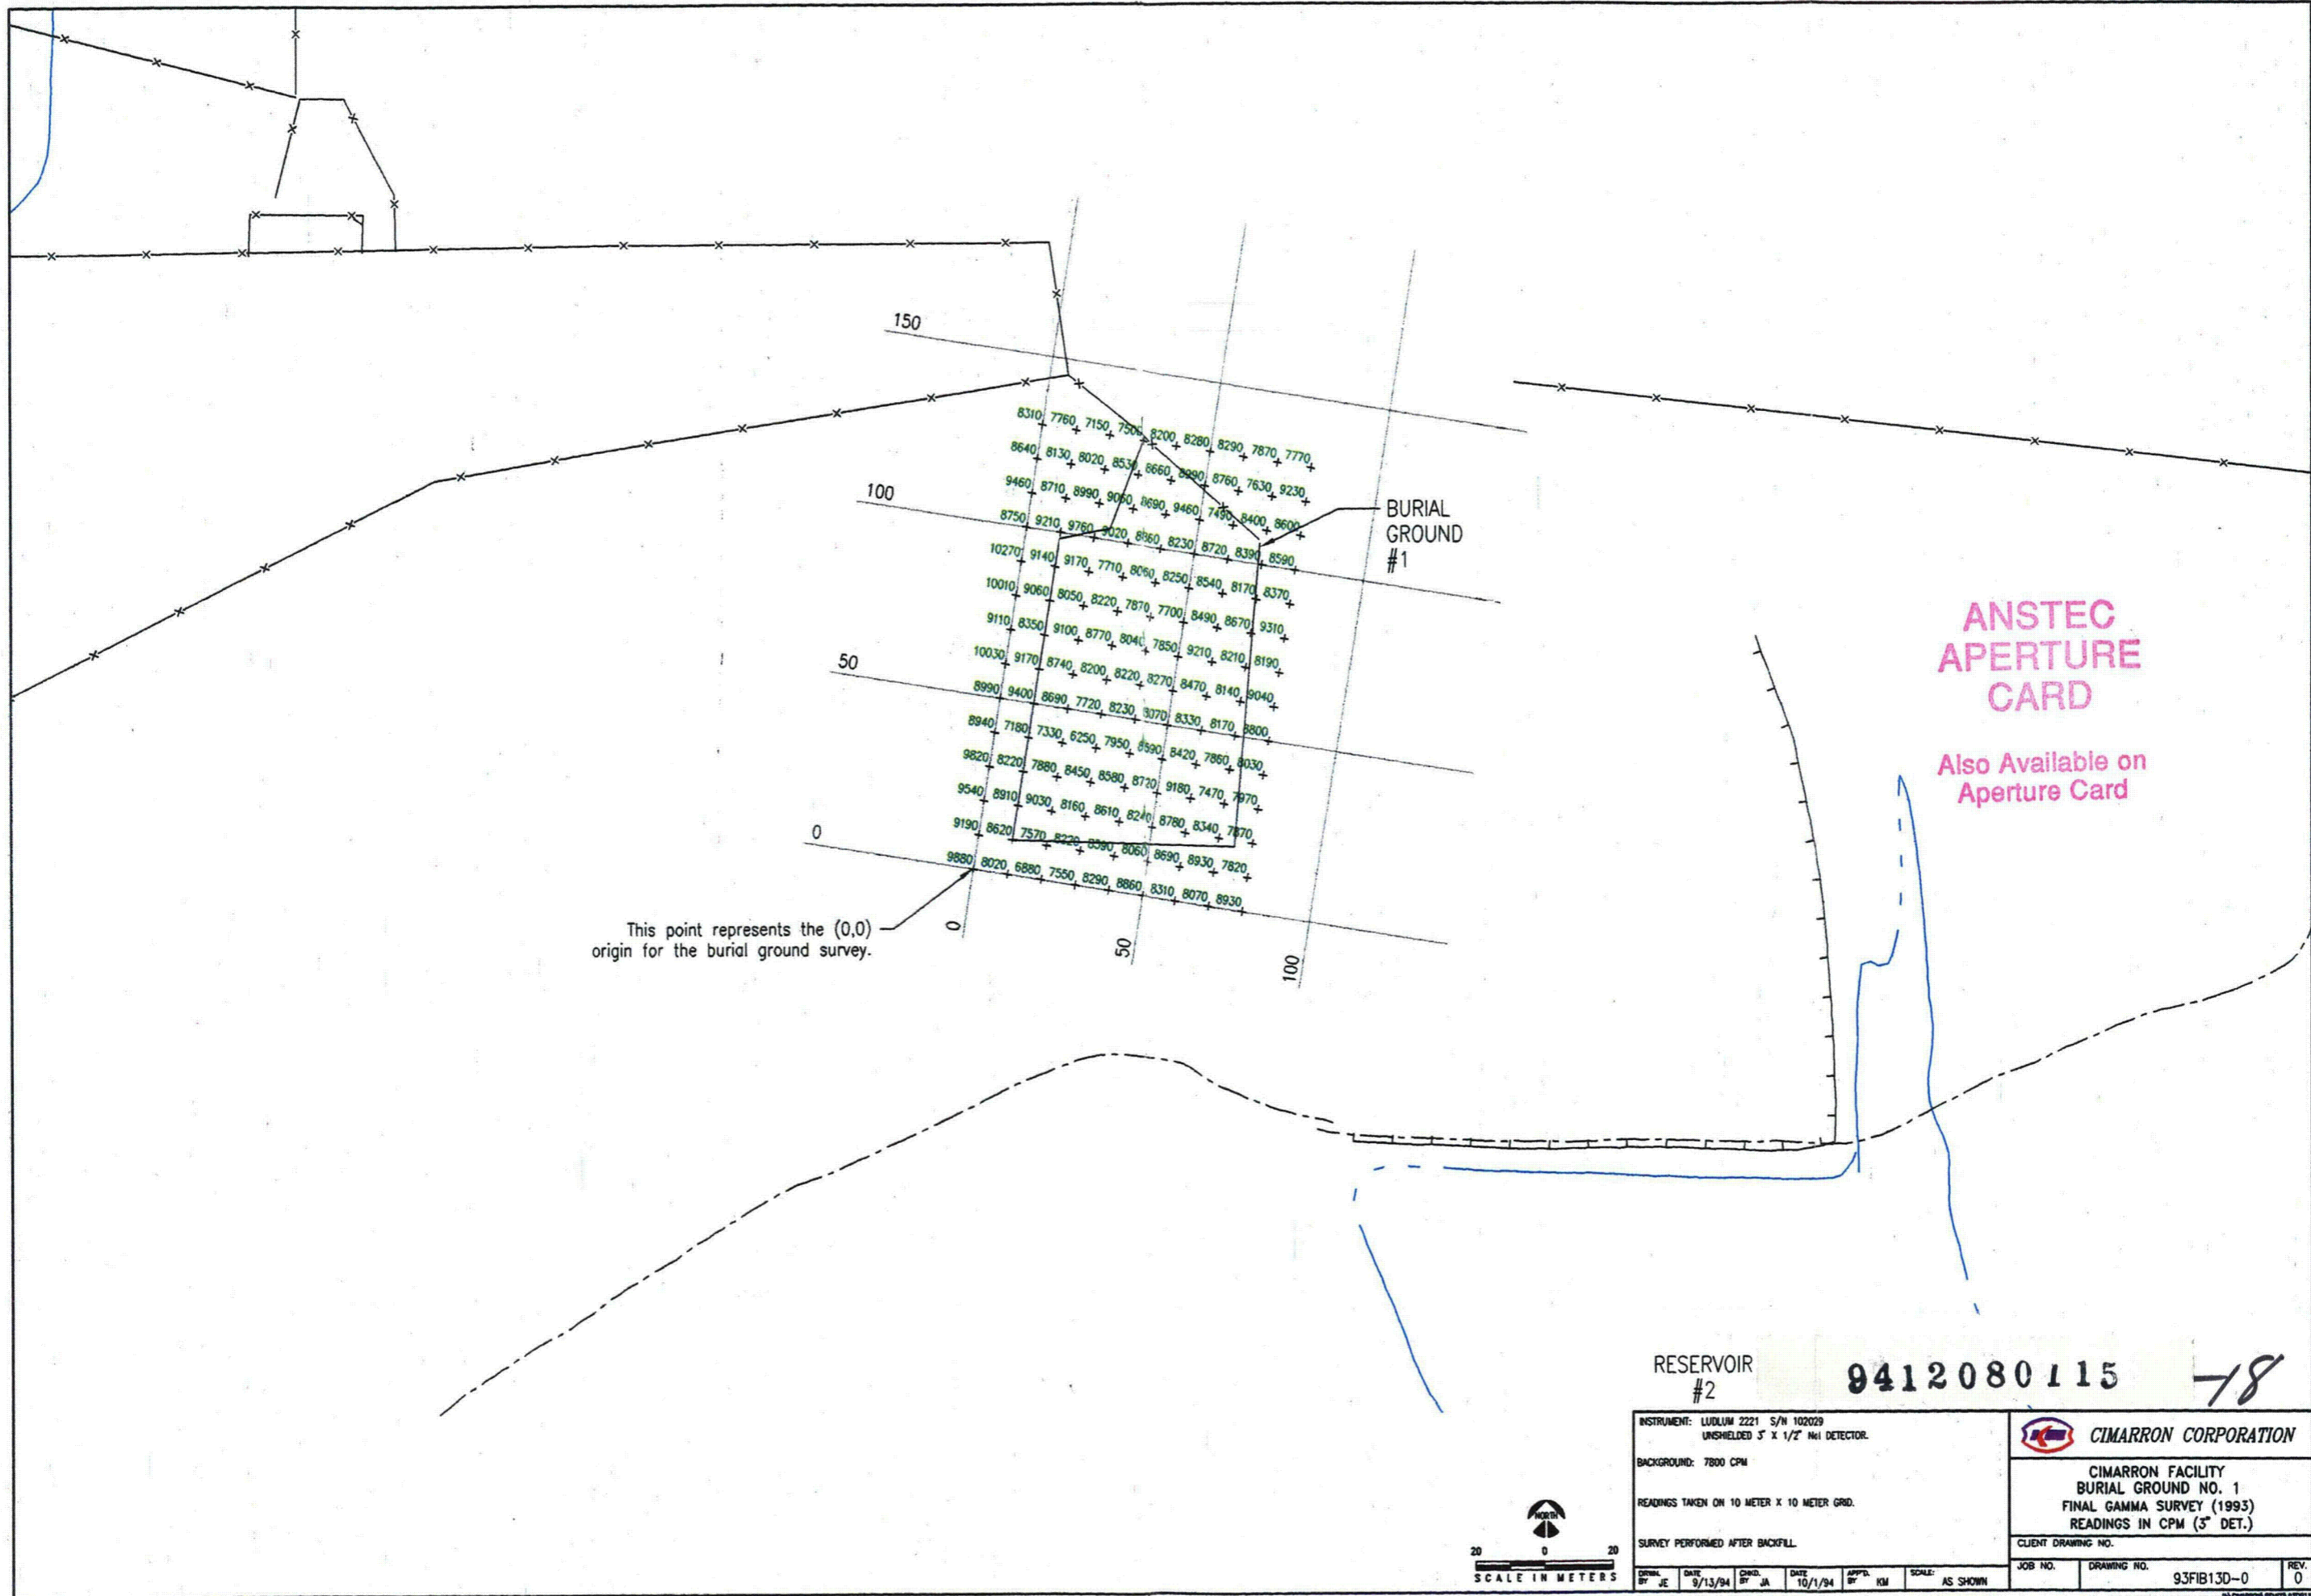 150
8310 7760 7150 7500 8200 8280 8290 7870 7770
8640 8130 8020 8530 8660 8990 8760 7630 9230
9460 8710 8990 9060 8690 9460 7490 8400 8600
100
8750 9210 9760 9020 8860 8230 8720 8390 8590
BURIAL
GROUND
#1
10270 9140 9170 7710 8060 8250 8540 8170 8370
10010 9060 8050 8220 7870 7700 8490 8670 9310
9110 8350 9100 8770 8040 7850 9210 8210 8190
10030 9170 8740 8200 8220 8270 8470 8140 9040
50
8990 9400 8690 7720 8230 8070 8330 8170 8800
8940 7180 7330 6250 7950 8590 8420 7860 8030
9820 8220 7880 8450 8580 8720 9180 7470 7970
9540 8910 9030 8160 8610 8240 8780 8340 7870
9190 8620 7570 8220 8390 8060 8690 8930 7820
0
9880 8020 6880 7550 8290 8860 8310 8070 8930
This point represents the (0,0)
origin for the burial ground survey.
0
50
100
ANSTEC
APERTURE
CARD
Also Available on
Aperture Card
RESERVOIR
#2
9412080115 -18
NORTH
20 0 20
SCALE IN METERS
INSTRUMENT: LUDLUM 2221 S/N 102029
UNSHIELDED 3" X 1/2" NaI DETECTOR.
BACKGROUND: 7800 CPM
READINGS TAKEN ON 10 METER X 10 METER GRID.
SURVEY PERFORMED AFTER BACKFILL.
DRWN. BY JE DATE 9/13/94 CHKD. BY JA DATE 10/1/94 APP'D. BY KM SCALE: AS SHOWN
CIMARRON CORPORATION
CIMARRON FACILITY
BURIAL GROUND NO. 1
FINAL GAMMA SURVEY (1993)
READINGS IN CPM (3" DET.)
CLIENT DRAWING NO.
JOB NO. DRAWING NO. 93FIB13D-0 REV. 0